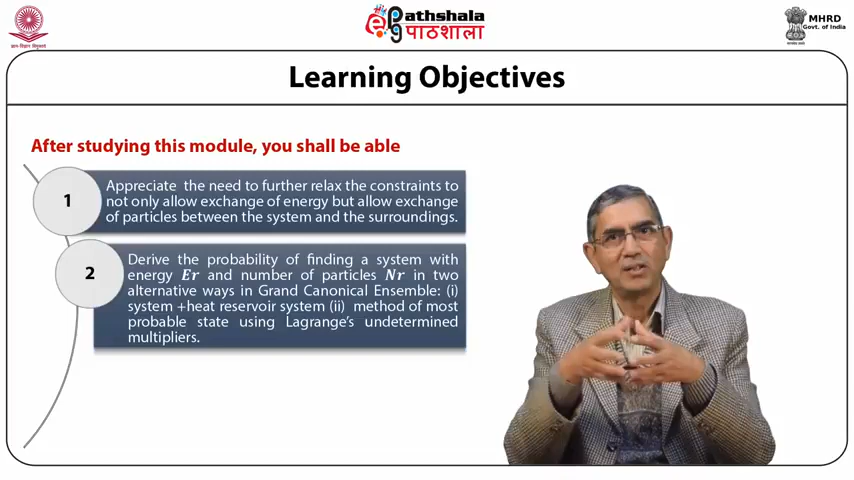 Pathshala
पाठशाला
MHRD
Govt. of India
Learning Objectives
After studying this module, you shall be able
1
Appreciate the need to further relax the constraints to
not only allow exchange of energy but allow exchange
of particles between the system and the surroundings.
2
Derive the probability of finding a system with
energy Er and number of particles Nr in two
alternative ways in Grand Canonical Ensemble: (i)
system +heat reservoir system (ii) method of most
probable state using Lagrange's undetermined
multipliers.